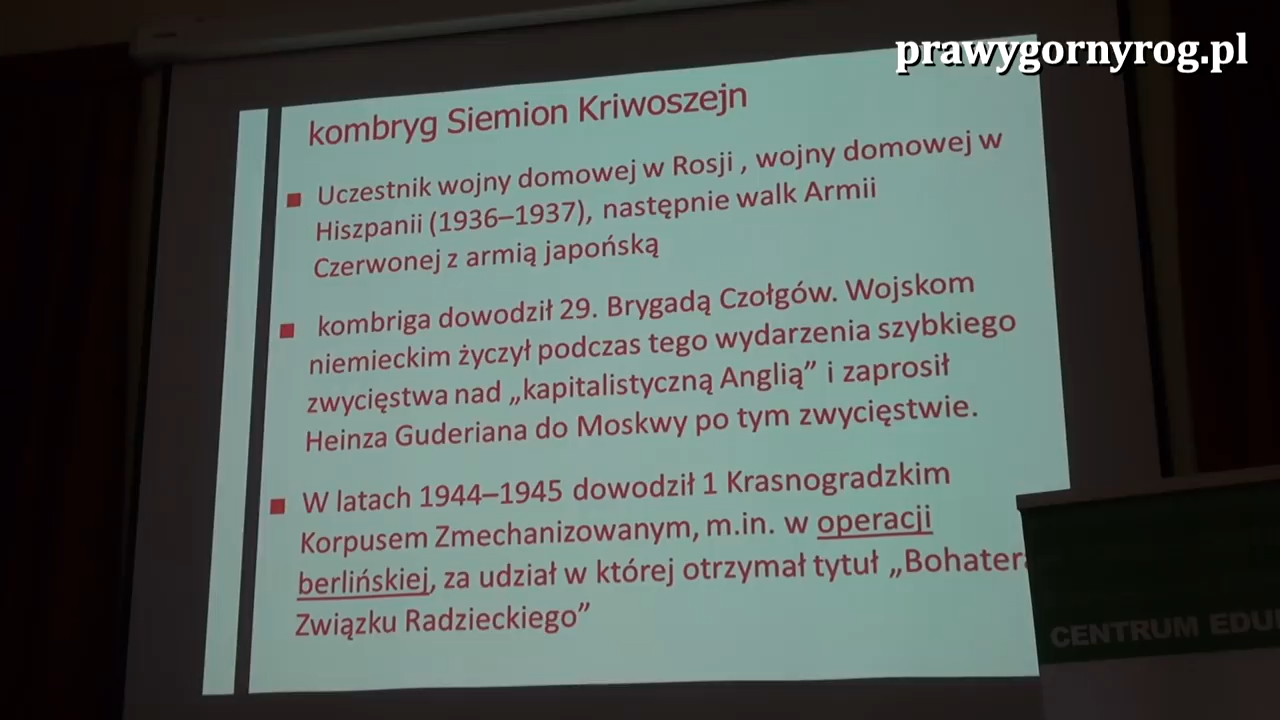 prawygornyrog.pl
kombryg Siemion Kriwoszejn
Uczestnik wojny domowej w Rosji , wojny domowej w
Hiszpanii (1936–1937), następnie walk Armii
Czerwonej z armią japońską
kombriga dowodził 29. Brygadą Czołgów. Wojskom
niemieckim życzył podczas tego wydarzenia szybkiego
zwycięstwa nad „kapitalistyczną Anglią” i zaprosił
Heinza Guderiana do Moskwy po tym zwycięstwie.
W latach 1944–1945 dowodził 1 Krasnogradzkim
Korpusem Zmechanizowanym, m.in. w operacji
berlińskiej, za udział w której otrzymał tytuł „Bohatera
Związku Radzieckiego”
CENTRUM